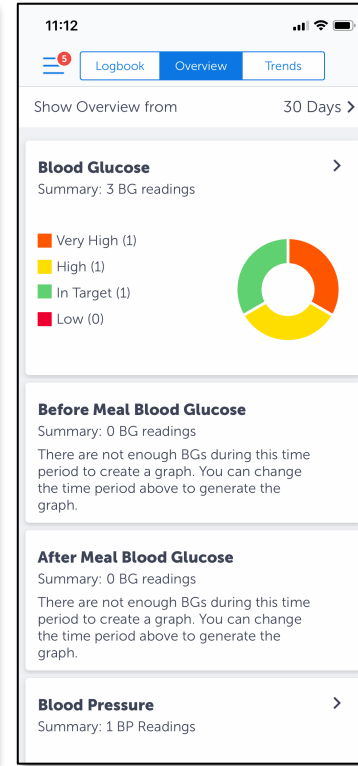 11:12
5
Logbook Overview Trends
Show Overview from 30 Days
Blood Glucose
Summary: 3 BG readings
Very High (1)
High (1)
In Target (1)
Low (0)
Before Meal Blood Glucose
Summary: 0 BG readings
There are not enough BGs during this time
period to create a graph. You can change
the time period above to generate the
graph.
After Meal Blood Glucose
Summary: 0 BG readings
There are not enough BGs during this time
period to create a graph. You can change
the time period above to generate the
graph.
Blood Pressure
Summary: 1 BP Readings